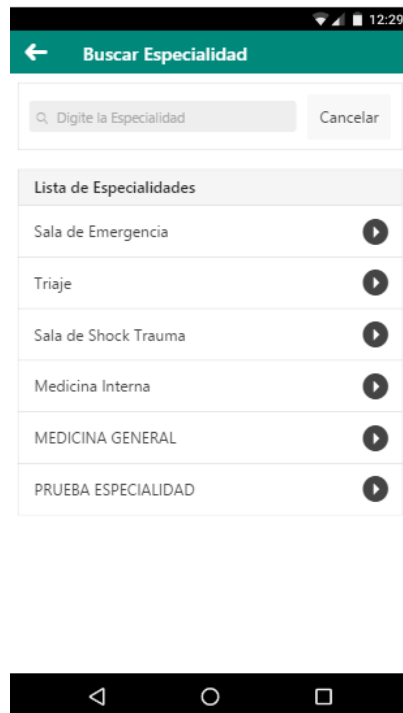 12:29
Buscar Especialidad
Digite la Especialidad
Cancelar
Lista de Especialidades
Sala de Emergencia
Triaje
Sala de Shock Trauma
Medicina Interna
MEDICINA GENERAL
PRUEBA ESPECIALIDAD